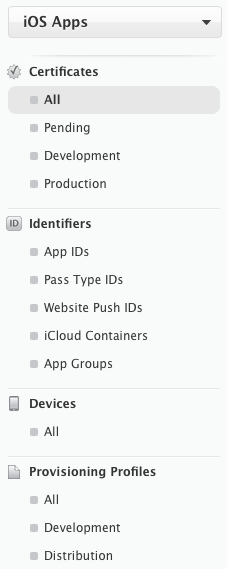 iOS Apps
Certificates
All
Pending
Development
Production
ID Identifiers
App IDs
Pass Type IDs
Website Push IDs
iCloud Containers
App Groups
Devices
All
Provisioning Profiles
All
Development
Distribution